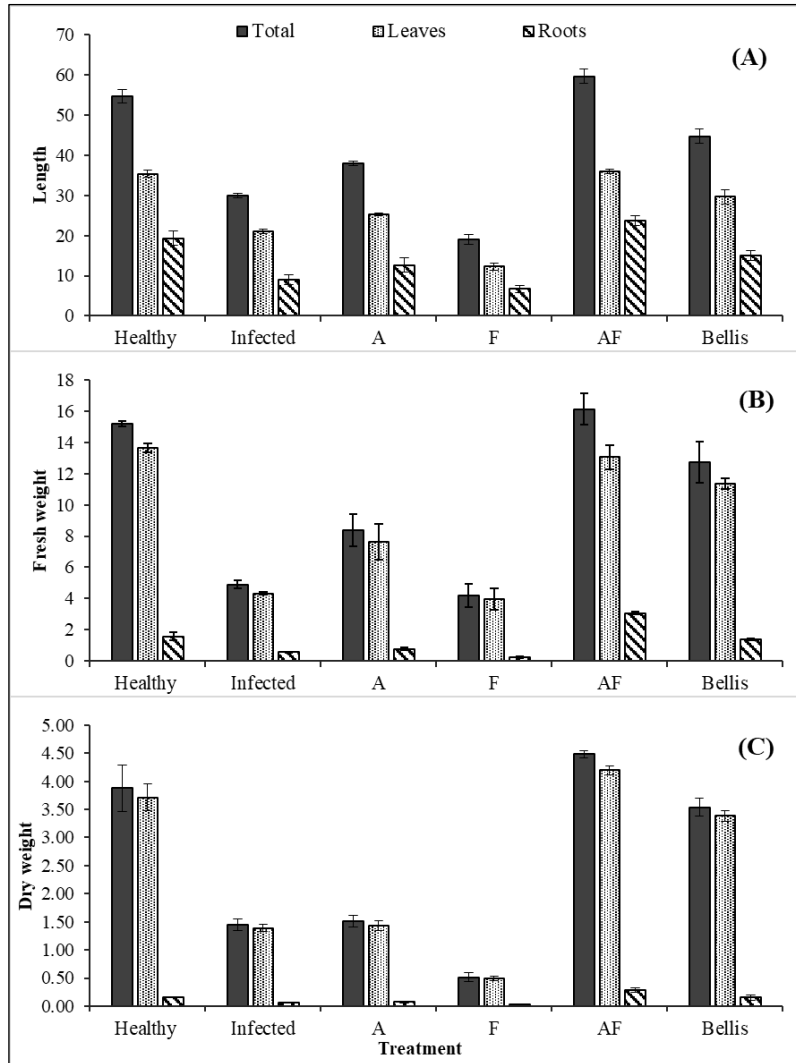 Total Leaves Roots
(A)
70
60
50
40
30
20
10
0
Length
Healthy Infected A F AF Bellis
(B)
18
16
14
12
10
8
6
4
2
0
Fresh weight
Healthy Infected A F AF Bellis
(C)
5.00
4.50
4.00
3.50
3.00
2.50
2.00
1.50
1.00
0.50
0.00
Dry weight
Healthy Infected A F AF Bellis
Treatment